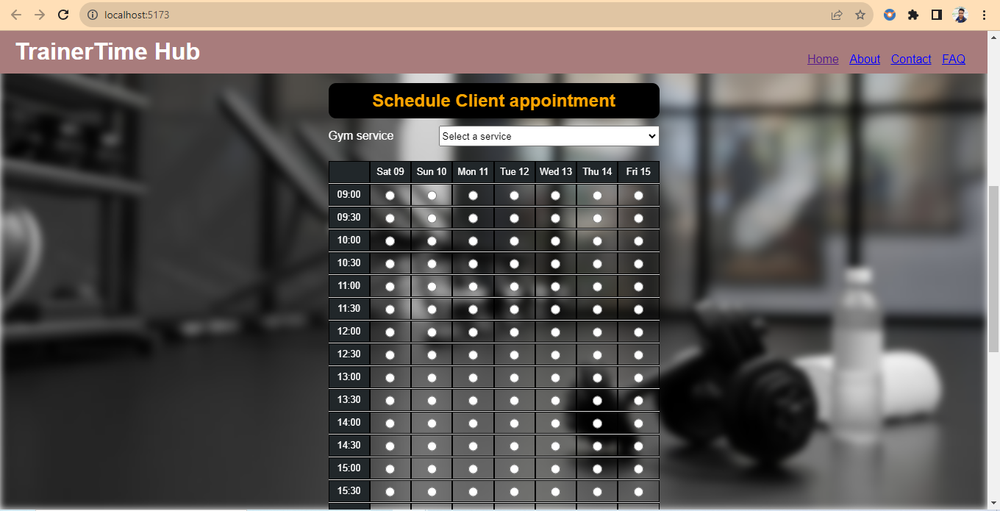 localhost:5173
TrainerTime Hub
Home About Contact FAQ
Schedule Client appointment
Gym service Select a service
Sat 09 Sun 10 Mon 11 Tue 12 Wed 13 Thu 14 Fri 15
09:00
09:30
10:00
10:30
11:00
11:30
12:00
12:30
13:00
13:30
14:00
14:30
15:00
15:30